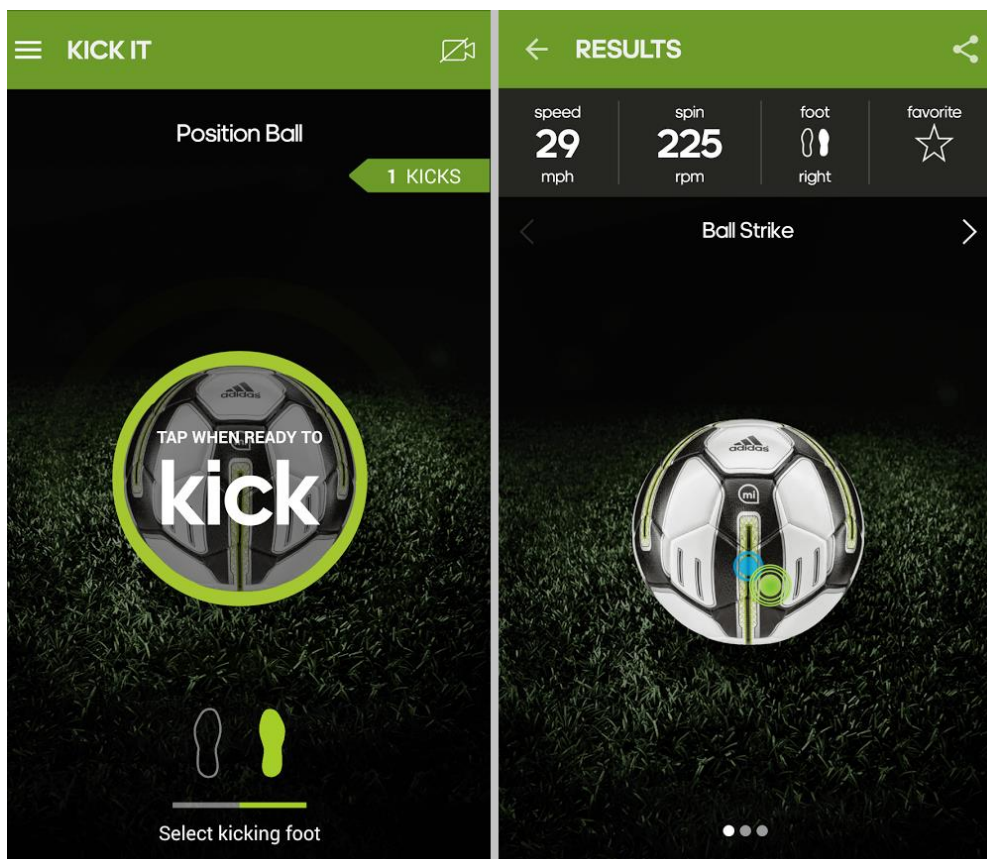 KICK IT
Position Ball
1 KICKS
adidas
TAP WHEN READY TO
kick
Select kicking foot
RESULTS
speed
29
mph
spin
225
rpm
foot
right
favorite
Ball Strike
adidas
mi